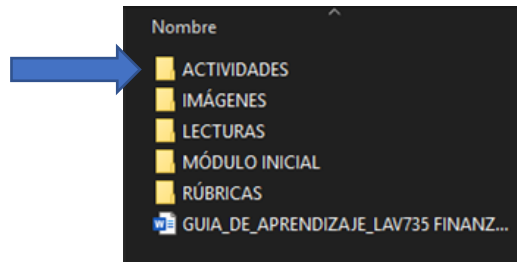 Nombre
ACTIVIDADES
IMÁGENES
LECTURAS
MÓDULO INICIAL
RÚBRICAS
GUIA_DE_APRENDIZAJE_LAV735 FINANZ...